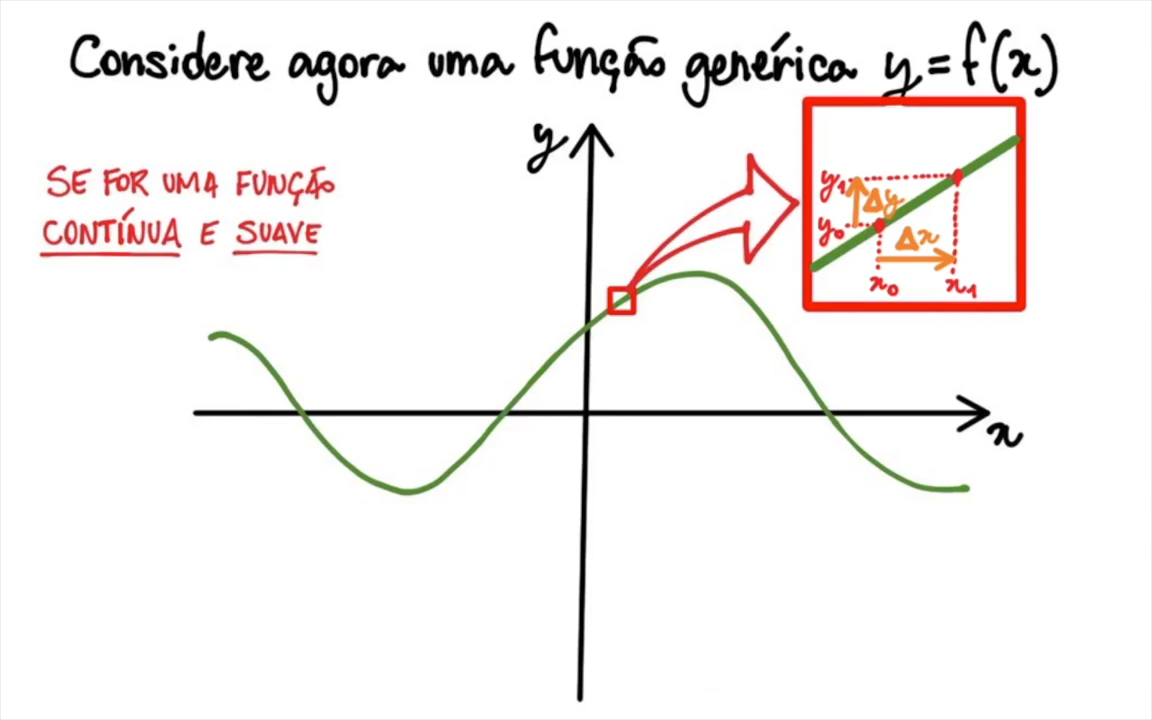 Considere agora uma função genérica y=f(x)
SE FOR UMA FUNÇÃO
CONTÍNUA E SUAVE
y
x
y₁
Δy
y₀
Δx
x₀ x₁